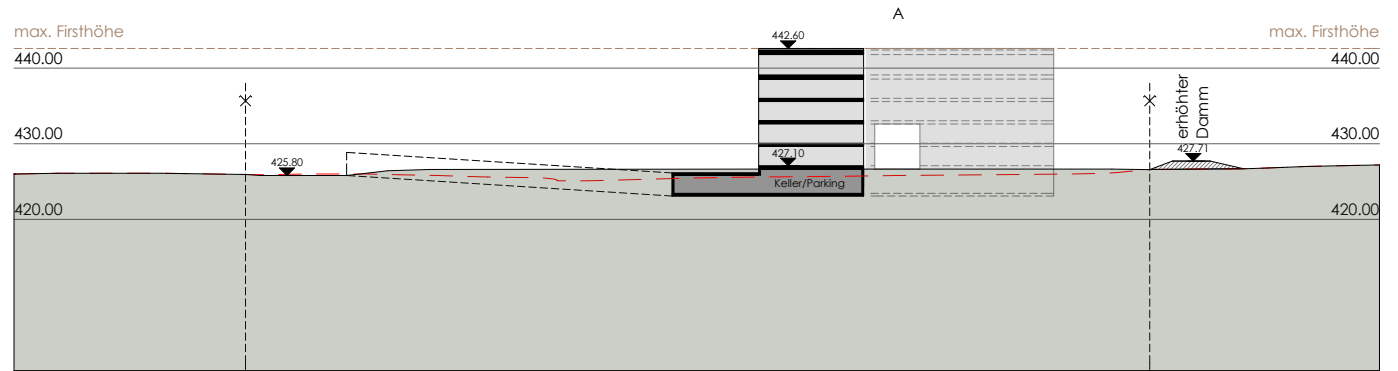 A
max. Firsthöhe
max. Firsthöhe
442.60
440.00
440.00
erhöhter
Damm
430.00
430.00
427.71
427.10
425.80
Keller/Parking
420.00
420.00